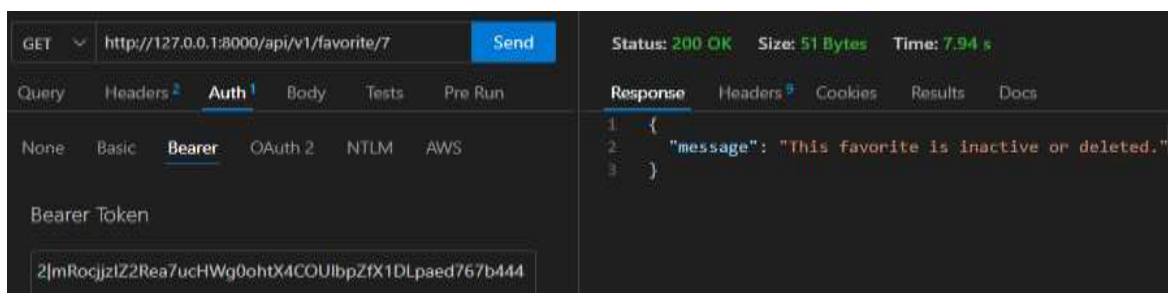 GET http://127.0.0.1:8000/api/v1/favorite/7 Send
Query Headers 2 Auth 1 Body Tests Pre Run
None Basic Bearer OAuth 2 NTLM AWS
Bearer Token
Status: 200 OK Size: 51 Bytes Time: 7.94 s
Response Headers 9 Cookies Results Docs
1 {
2 "message": "This favorite is inactive or deleted."
3 }